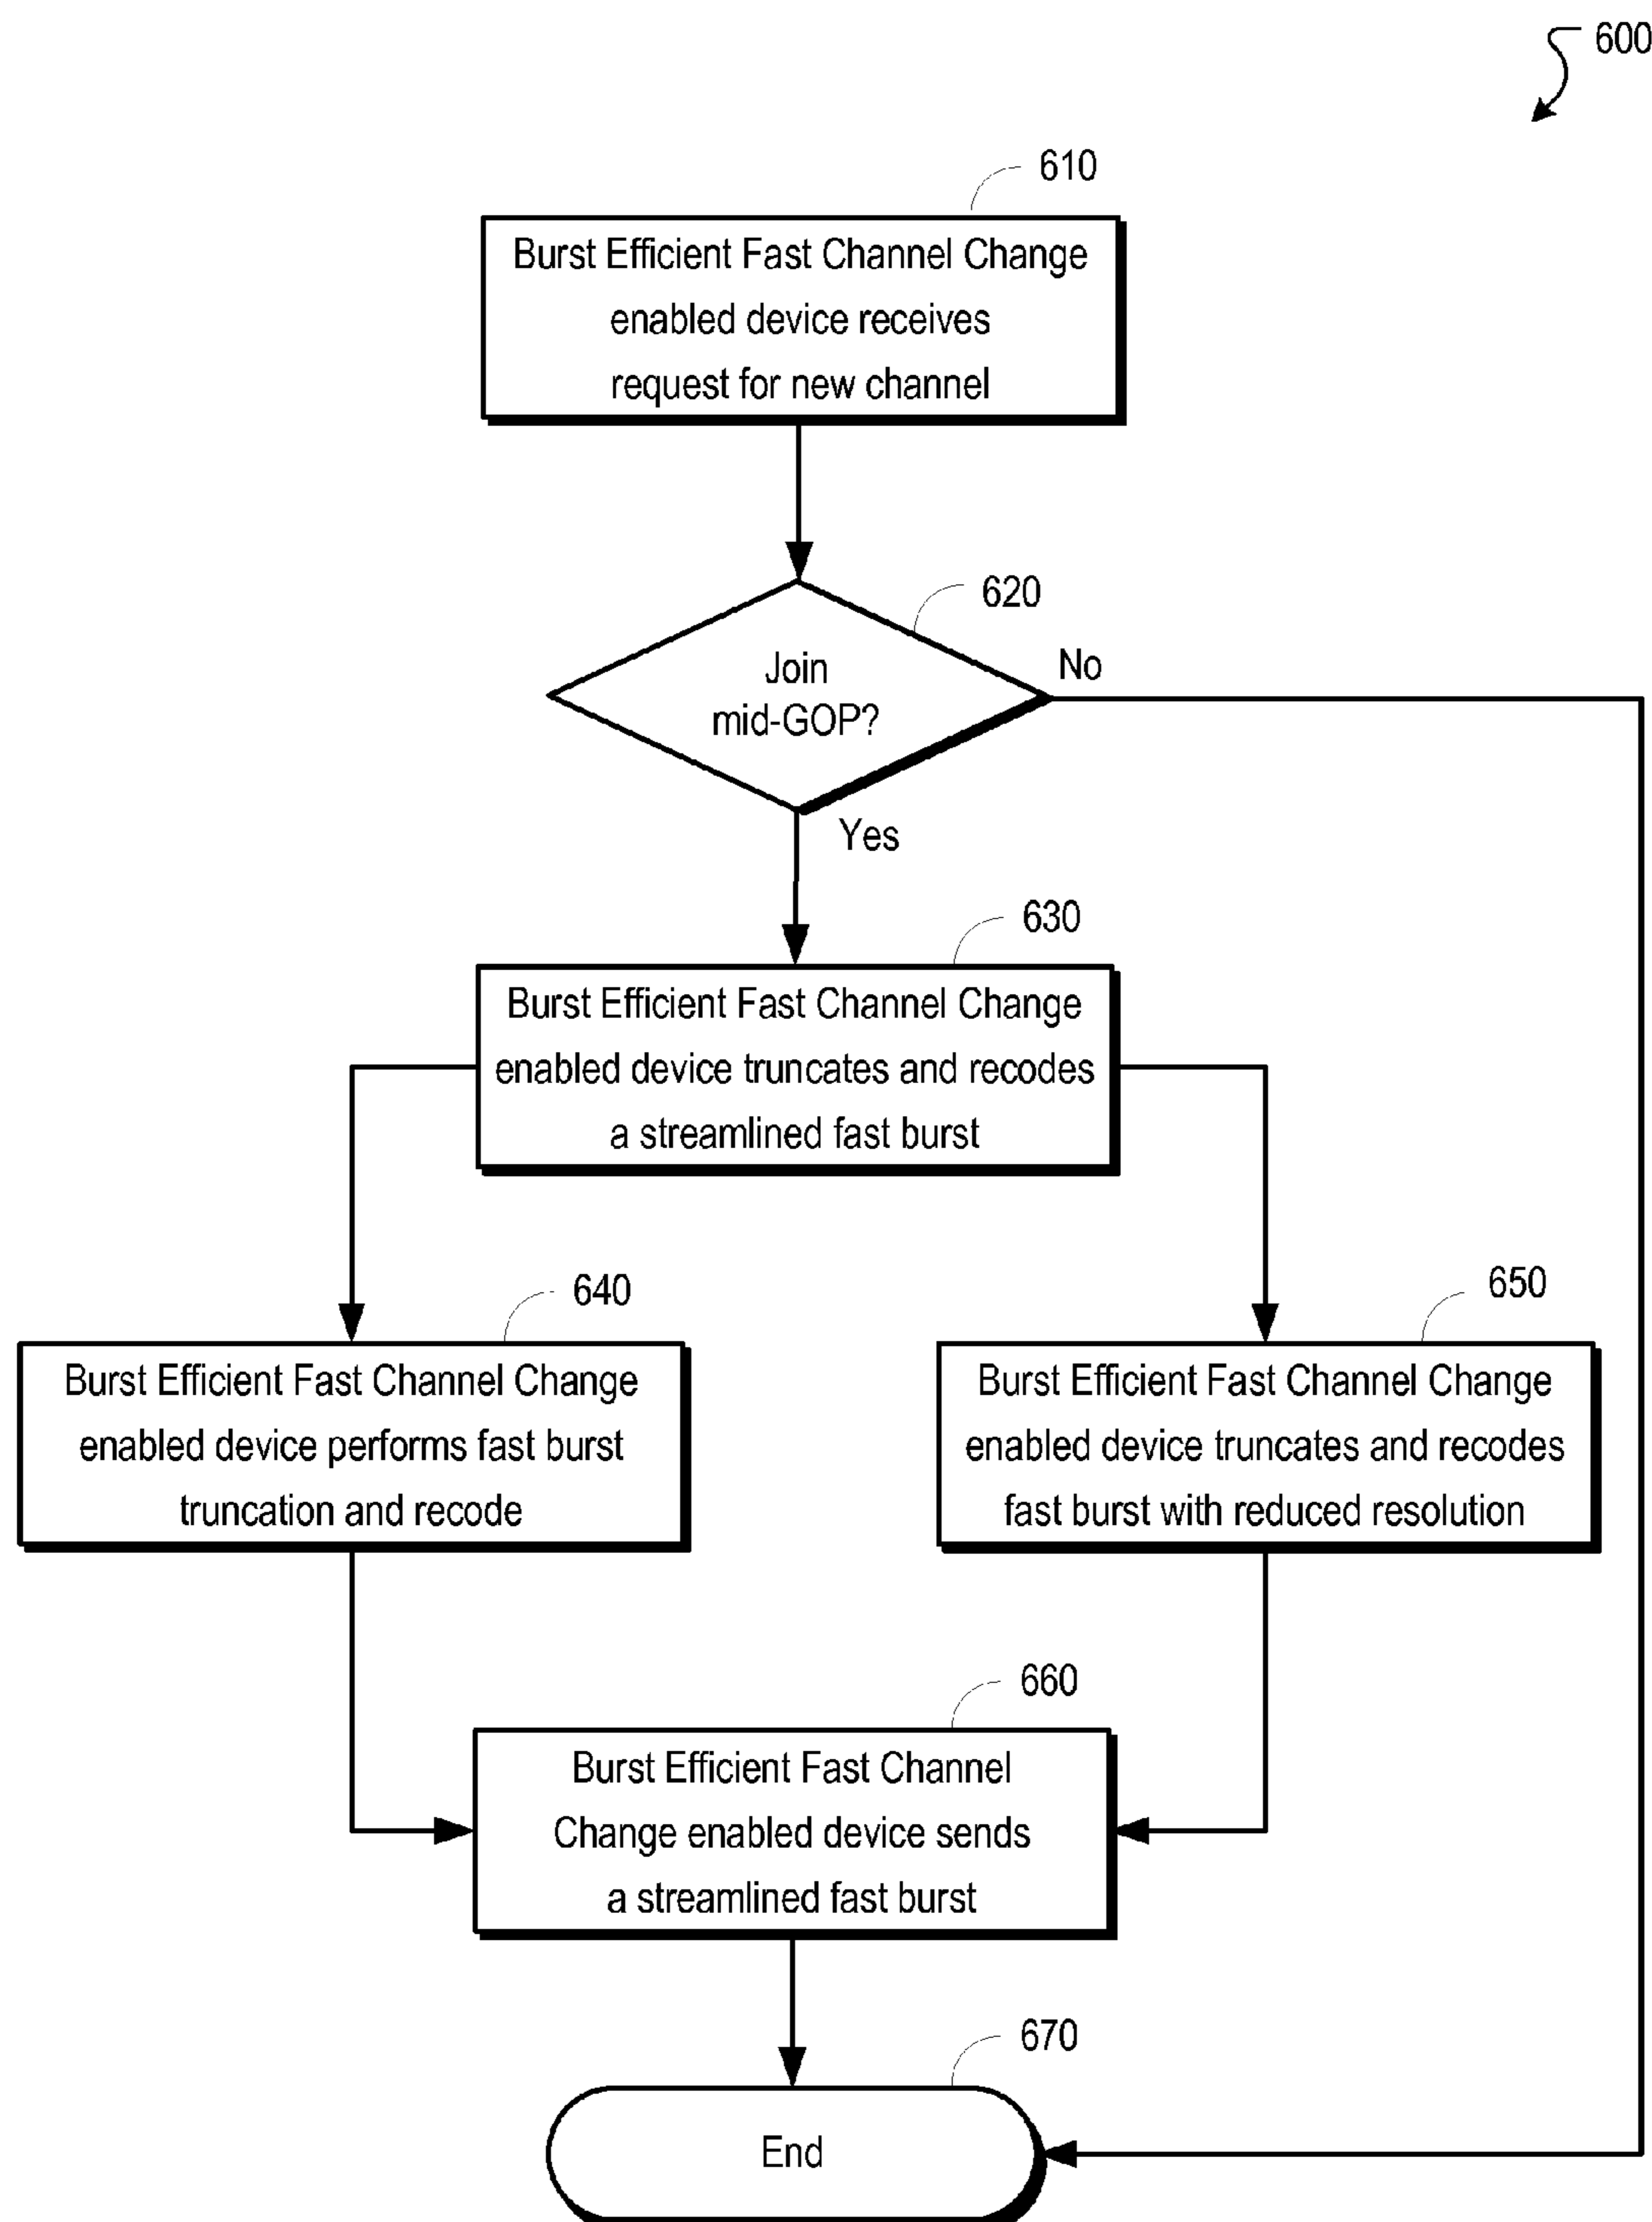 600
610
Burst Efficient Fast Channel Change
enabled device receives
request for new channel
620
Join
mid-GOP?
No
Yes
630
Burst Efficient Fast Channel Change
enabled device truncates and recodes
a streamlined fast burst
640
Burst Efficient Fast Channel Change
enabled device performs fast burst
truncation and recode
650
Burst Efficient Fast Channel Change
enabled device truncates and recodes
fast burst with reduced resolution
660
Burst Efficient Fast Channel
Change enabled device sends
a streamlined fast burst
670
End